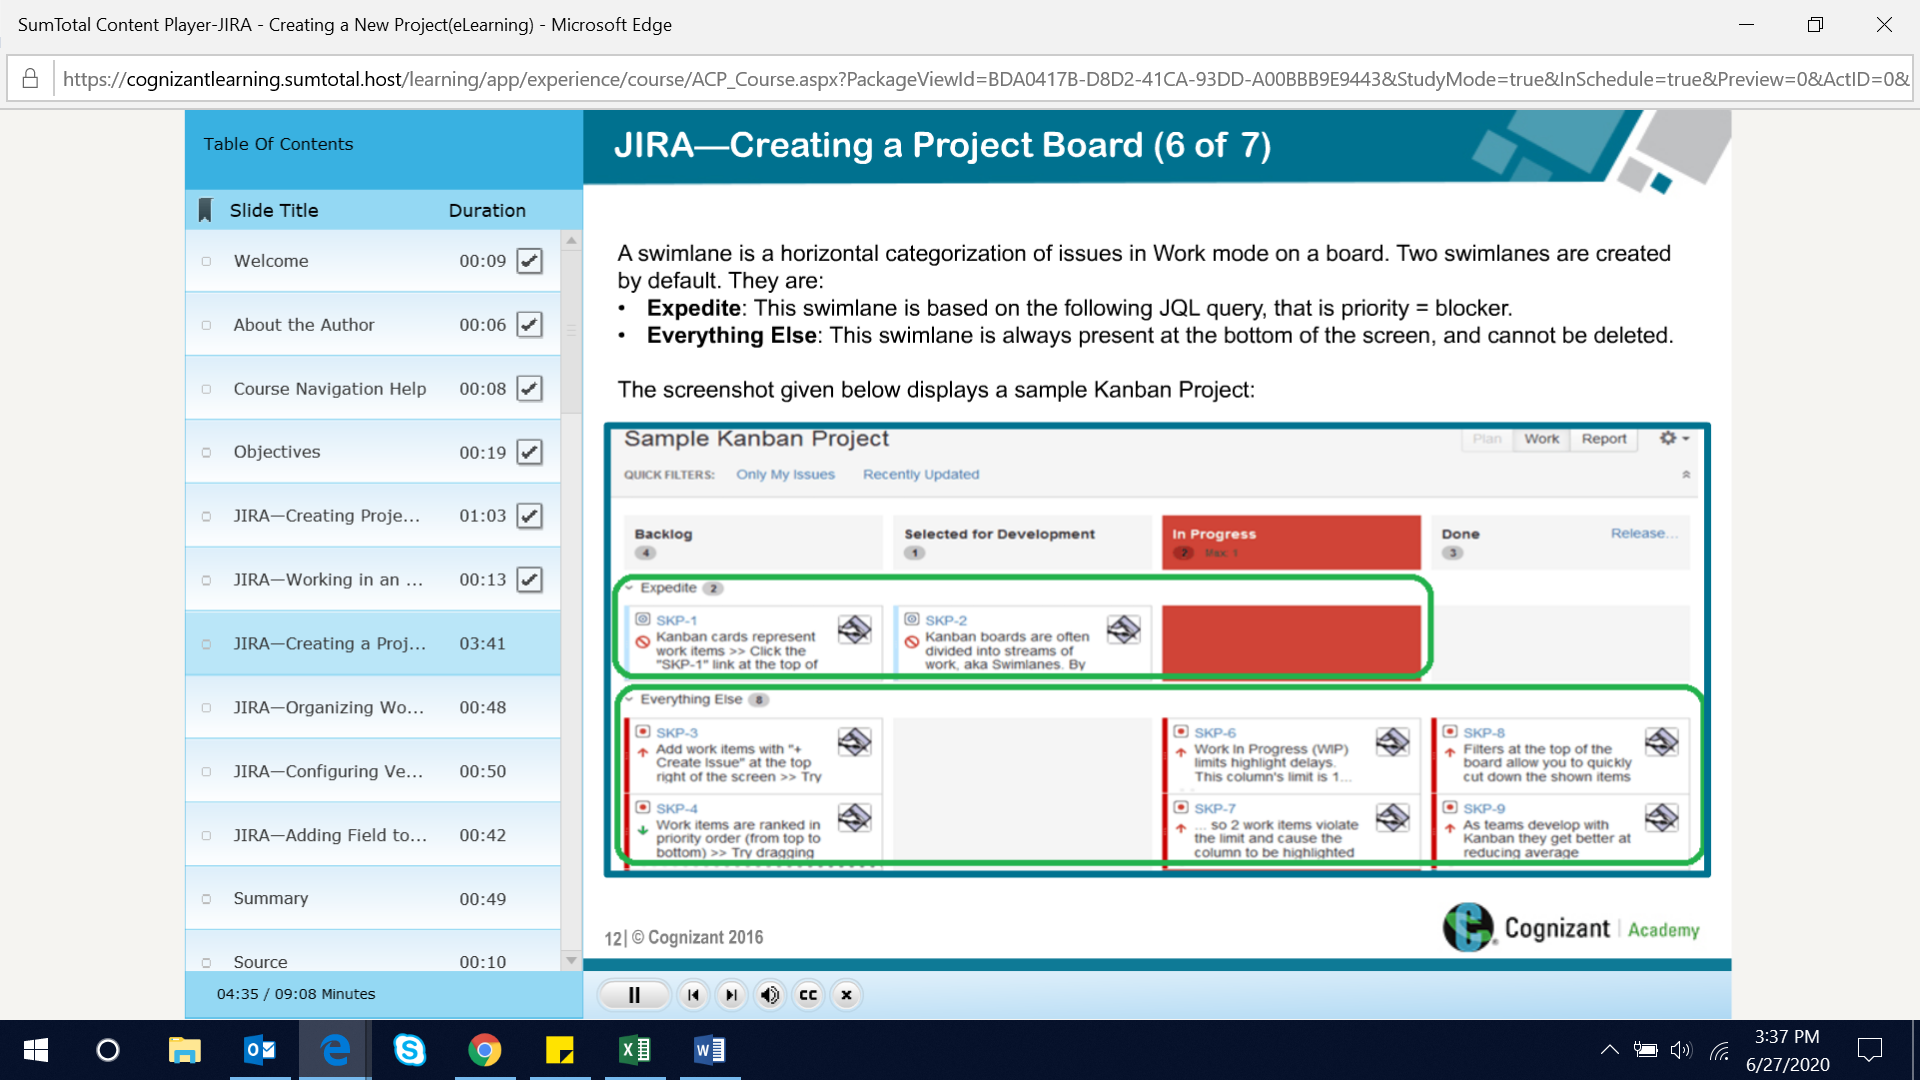 SumTotal Content Player-JIRA - Creating a New Project(eLearning) - Microsoft Edge
https://cognizantlearning.sumtotal.host/learning/app/experience/course/ACP_Course.aspx?PackageViewId=BDA0417B-D8D2-41CA-93DD-A00BBB9E9443&StudyMode=true&InSchedule=true&Preview=0&ActID=0&
Table Of Contents
Slide Title Duration
Welcome 00:09
About the Author 00:06
Course Navigation Help 00:08
Objectives 00:19
JIRA—Creating Proje... 01:03
JIRA—Working in an ... 00:13
JIRA—Creating a Proj... 03:41
JIRA—Organizing Wo... 00:48
JIRA—Configuring Ve... 00:50
JIRA—Adding Field to... 00:42
Summary 00:49
Source 00:10
04:35 / 09:08 Minutes
JIRA—Creating a Project Board (6 of 7)
A swimlane is a horizontal categorization of issues in Work mode on a board. Two swimlanes are created
by default. They are:
• Expedite: This swimlane is based on the following JQL query, that is priority = blocker.
• Everything Else: This swimlane is always present at the bottom of the screen, and cannot be deleted.
The screenshot given below displays a sample Kanban Project:
Sample Kanban Project
Plan Work Report
QUICK FILTERS: Only My Issues Recently Updated
Backlog
4
Selected for Development
1
In Progress
2 Max: 1
Done Release...
3
Expedite 2
SKP-1
Kanban cards represent
work items >> Click the
"SKP-1" link at the top of
SKP-2
Kanban boards are often
divided into streams of
work, aka Swimlanes. By
Everything Else 8
SKP-3
Add work items with "+
Create Issue" at the top
right of the screen >> Try
SKP-4
Work items are ranked in
priority order (from top to
bottom) >> Try dragging
SKP-6
Work In Progress (WIP)
limits highlight delays.
This column's limit is 1...
SKP-7
... so 2 work items violate
the limit and cause the
column to be highlighted
SKP-8
Filters at the top of the
board allow you to quickly
cut down the shown items
SKP-9
As teams develop with
Kanban they get better at
reducing average
12| © Cognizant 2016
Cognizant | Academy
CC
3:37 PM
6/27/2020